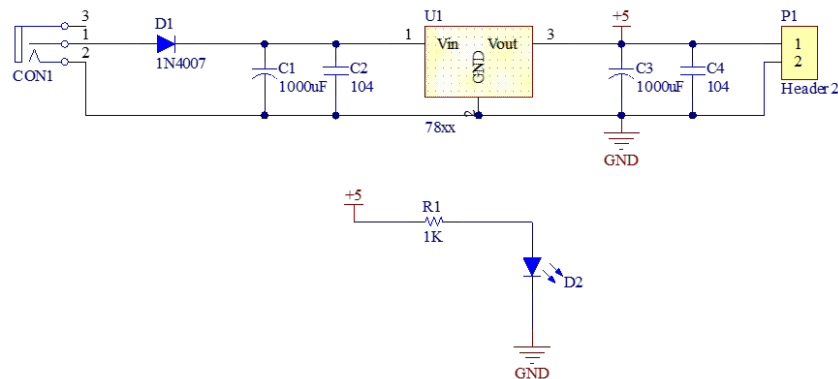 3
1
2
CON1
D1
1N4007
C1
1000uF
C2
104
U1
1
Vin
Vout
3
GND
2
78xx
+5
C3
1000uF
C4
104
P1
1
2
Header 2
GND
+5
R1
1K
D2
GND